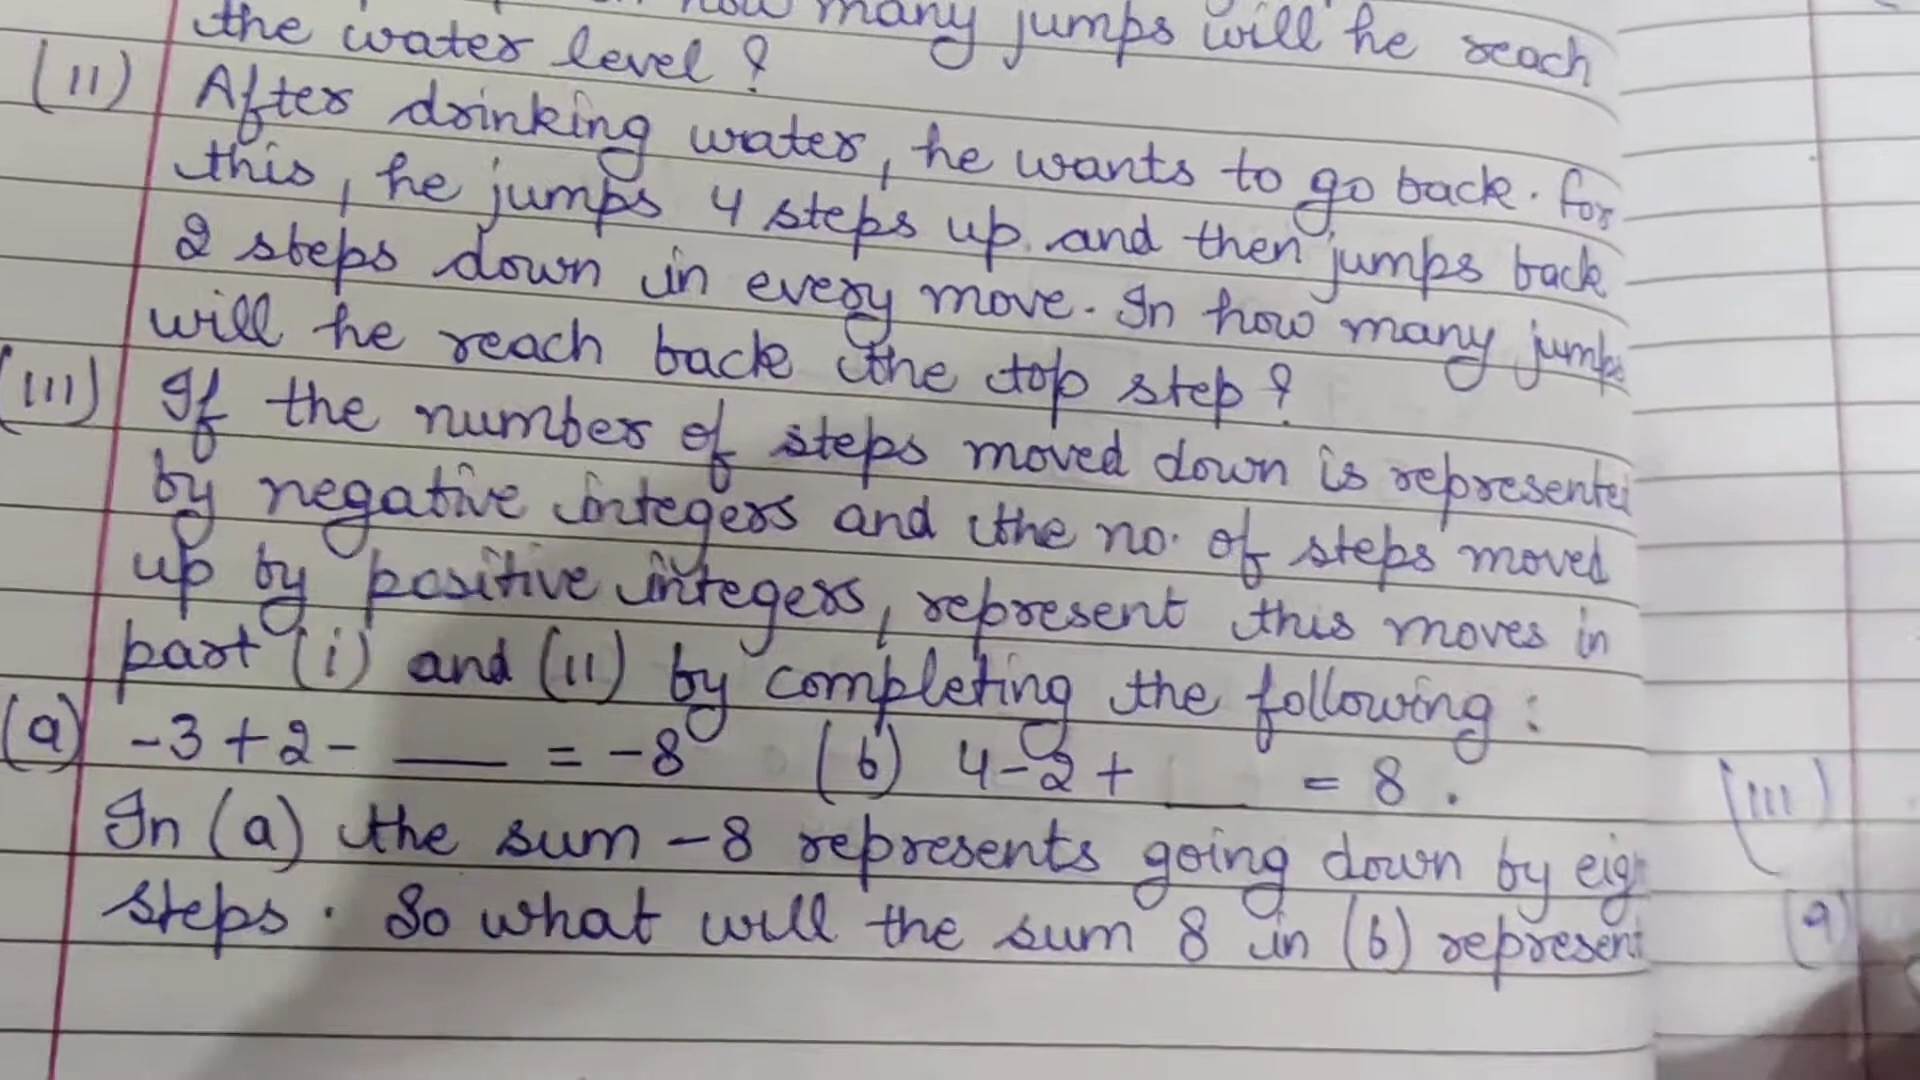 how many jumps will he reach
the water level ?
(11) After drinking water, he wants to go back. for
this, he jumps 4 steps up and then jumps back
2 steps down in every move. In how many jumps
will he reach back the top step ?
(111) If the number of steps moved down is represented
by negative integers and the no. of steps moved
up by positive integers, represent this moves in
part (i) and (11) by completing the following :
(a) -3 + 2 - ___ = -8 (b) 4-2 + ___ = 8 .
In (a) the sum -8 represents going down by eig
steps. So what will the sum 8 in (b) represent
(111)
(a)